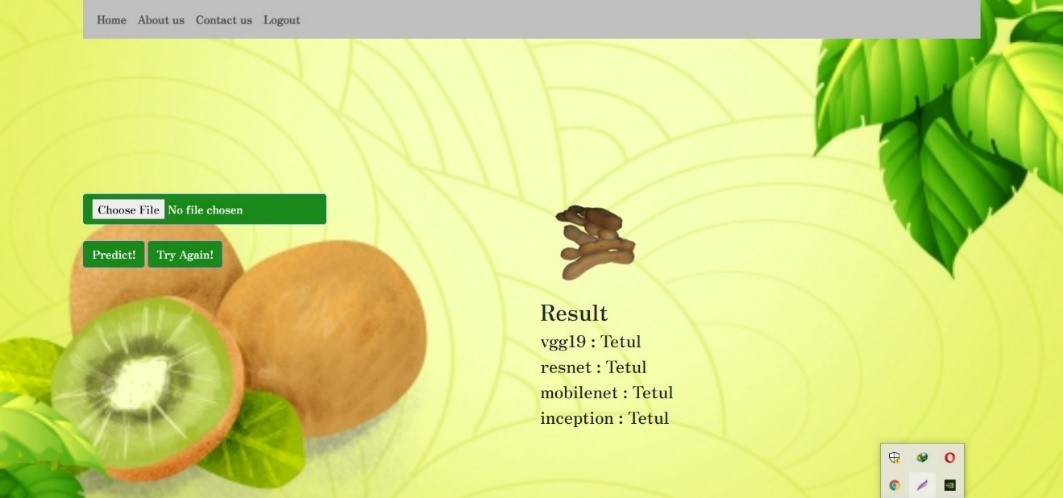 Home About us Contact us Logout
Choose File No file chosen
Predict! Try Again!
Result
vgg19 : Tetul
resnet : Tetul
mobilenet : Tetul
inception : Tetul